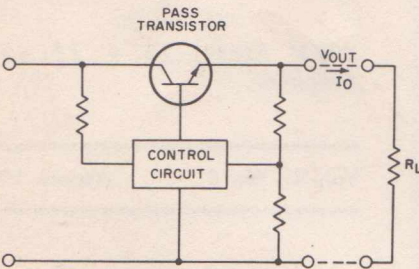 PASS
TRANSISTOR
VOUT
IO
CONTROL
CIRCUIT
RL